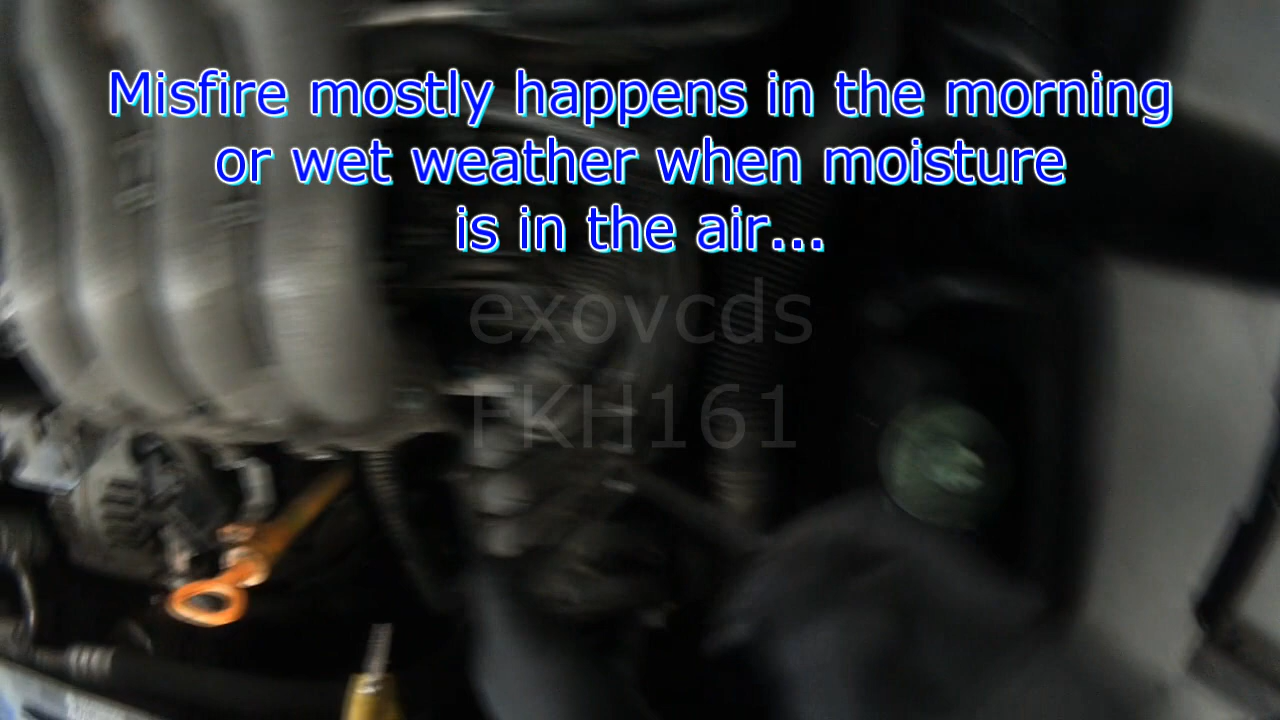 Misfire mostly happens in the morning
or wet weather when moisture
is in the air...
exovcds
FKH161